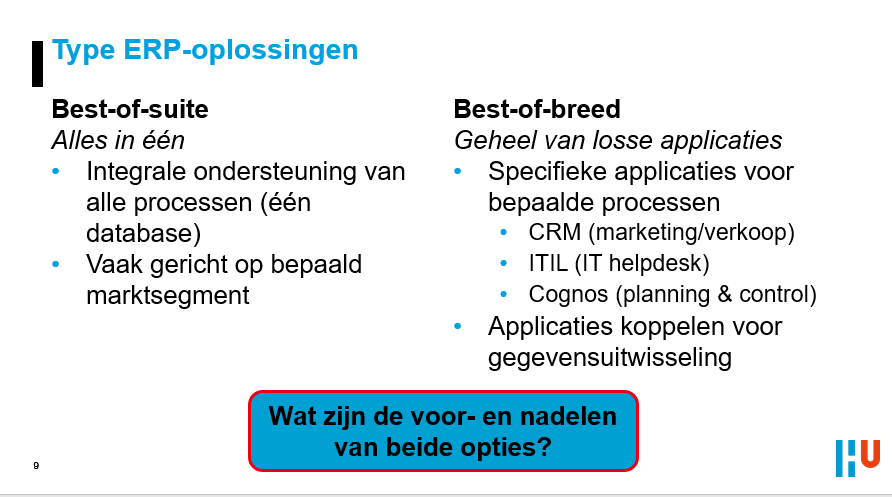 Type ERP-oplossingen
Best-of-suite
Alles in één
• Integrale ondersteuning van
alle processen (één
database)
• Vaak gericht op bepaald
marktsegment
Best-of-breed
Geheel van losse applicaties
• Specifieke applicaties voor
bepaalde processen
• CRM (marketing/verkoop)
• ITIL (IT helpdesk)
• Cognos (planning & control)
• Applicaties koppelen voor
gegevensuitwisseling
Wat zijn de voor- en nadelen
van beide opties?
9
HU